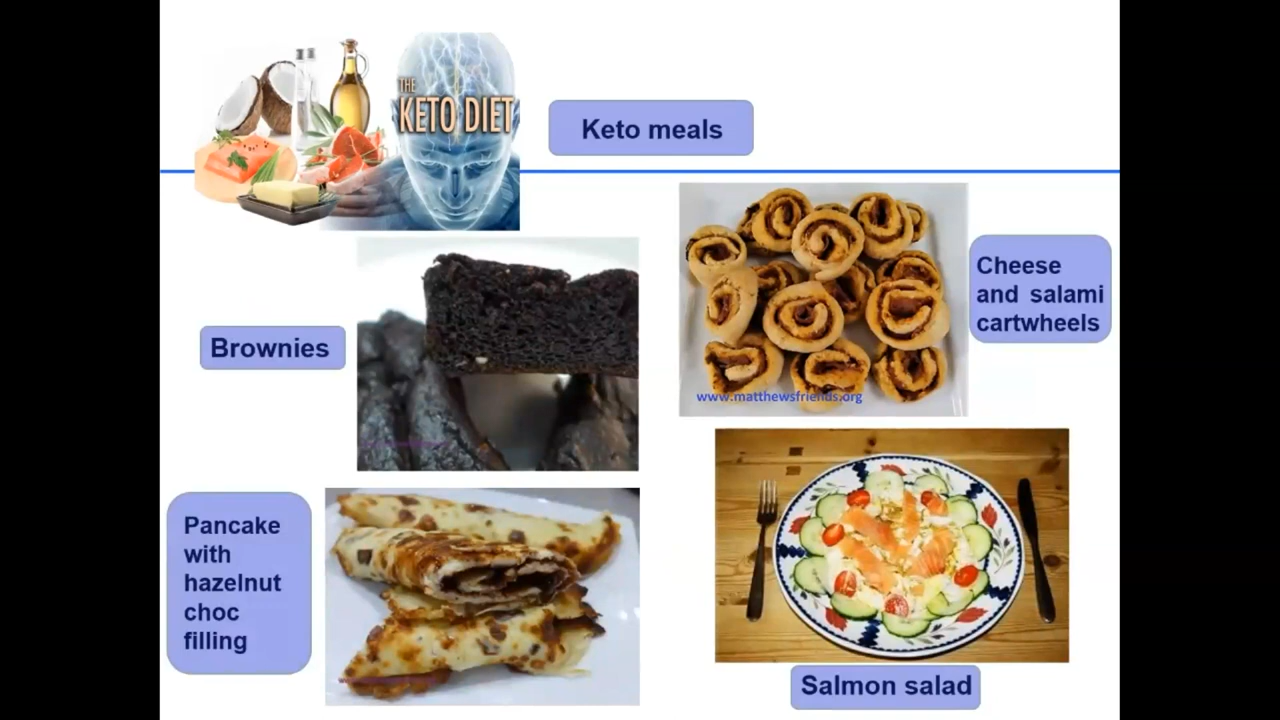 THE
KETO DIET
Keto meals
Cheese
and salami
cartwheels
Brownies
www.matthewsfriends.org
Pancake
with
hazelnut
choc
filling
Salmon salad